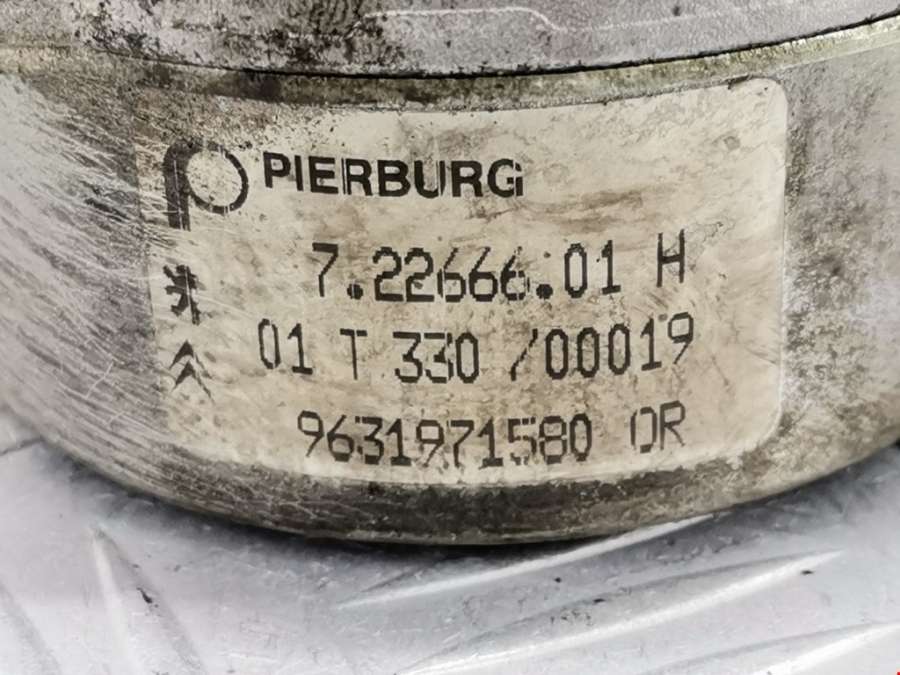 PIERBURG
7.22666.01 H
01 T 330 /00019
9631971580 OR